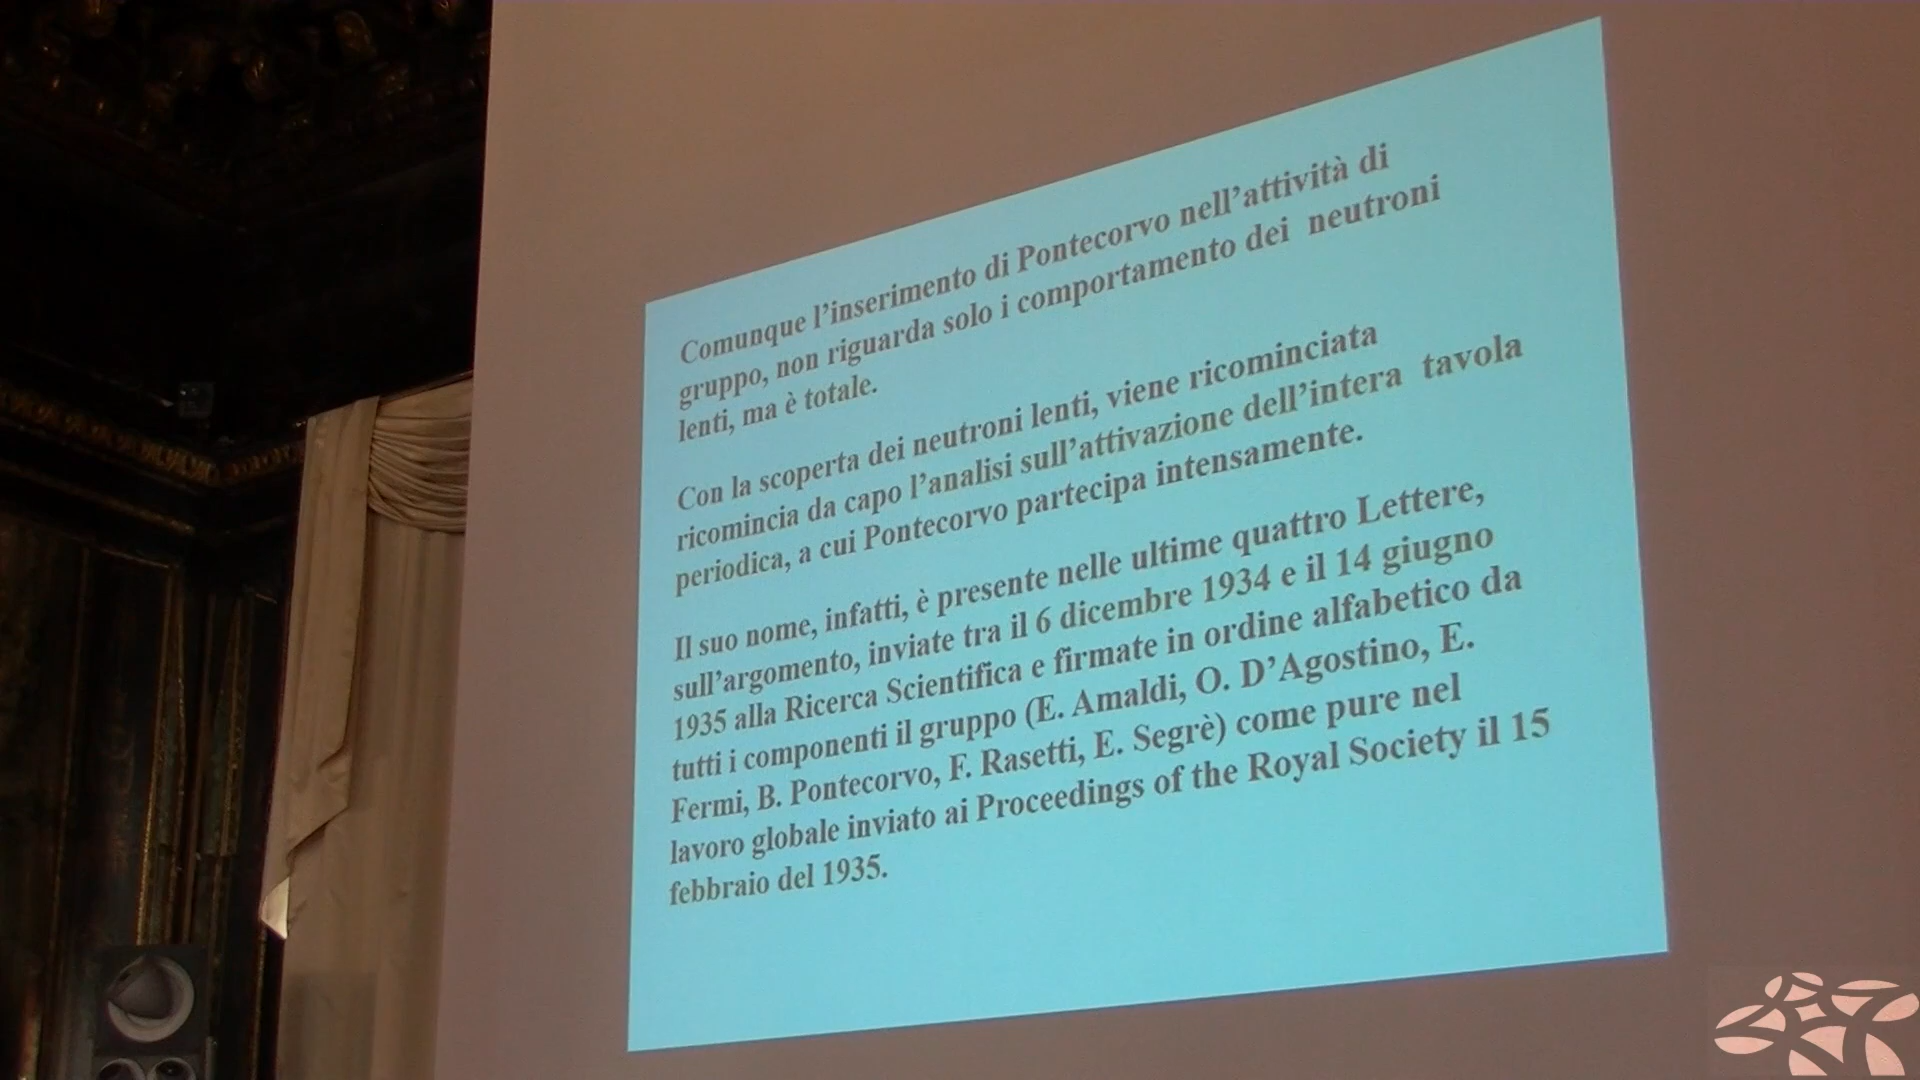 Comunque l’inserimento di Pontecorvo nell’attività di
gruppo, non riguarda solo i comportamento dei neutroni
lenti, ma è totale.
Con la scoperta dei neutroni lenti, viene ricominciata
ricomincia da capo l’analisi sull’attivazione dell’intera tavola
periodica, a cui Pontecorvo partecipa intensamente.
Il suo nome, infatti, è presente nelle ultime quattro Lettere,
sull’argomento, inviate tra il 6 dicembre 1934 e il 14 giugno
1935 alla Ricerca Scientifica e firmate in ordine alfabetico da
tutti i componenti il gruppo (E. Amaldi, O. D’Agostino, E.
Fermi, B. Pontecorvo, F. Rasetti, E. Segrè) come pure nel
lavoro globale inviato ai Proceedings of the Royal Society il 15
febbraio del 1935.